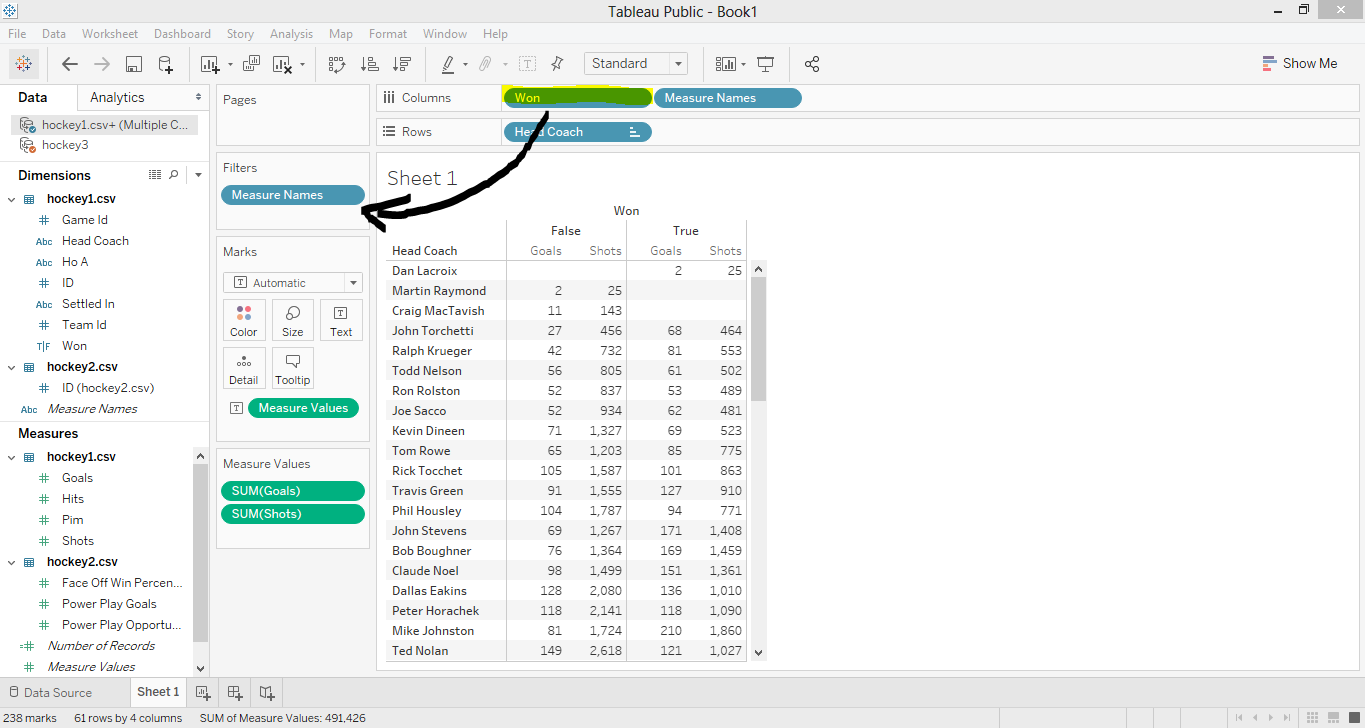 Tableau Public - Book1
File Data Worksheet Dashboard Story Analysis Map Format Window Help
Standard
Show Me
Data Analytics
hockey1.csv+ (Multiple C...
hockey3
Dimensions
hockey1.csv
# Game Id
Abc Head Coach
Abc Ho A
# ID
Abc Settled In
# Team Id
T|F Won
hockey2.csv
# ID (hockey2.csv)
Abc Measure Names
Measures
hockey1.csv
# Goals
# Hits
# Pim
# Shots
hockey2.csv
# Face Off Win Percen...
# Power Play Goals
# Power Play Opportu...
=# Number of Records
# Measure Values
Pages
Filters
Measure Names
Marks
T Automatic
Color Size Text
Detail Tooltip
T Measure Values
Measure Values
SUM(Goals)
SUM(Shots)
Columns Won Measure Names
Rows Head Coach
Sheet 1
Won
False True
Head Coach Goals Shots Goals Shots
Dan Lacroix 2 25
Martin Raymond 2 25
Craig MacTavish 11 143
John Torchetti 27 456 68 464
Ralph Krueger 42 732 81 553
Todd Nelson 56 805 61 502
Ron Rolston 52 837 53 489
Joe Sacco 52 934 62 481
Kevin Dineen 71 1,327 69 523
Tom Rowe 65 1,203 85 775
Rick Tocchet 105 1,587 101 863
Travis Green 91 1,555 127 910
Phil Housley 104 1,787 94 771
John Stevens 69 1,267 171 1,408
Bob Boughner 76 1,364 169 1,459
Claude Noel 98 1,499 151 1,361
Dallas Eakins 128 2,080 136 1,010
Peter Horachek 118 2,141 118 1,090
Mike Johnston 81 1,724 210 1,860
Ted Nolan 149 2,618 121 1,027
Data Source Sheet 1
238 marks 61 rows by 4 columns SUM of Measure Values: 491,426